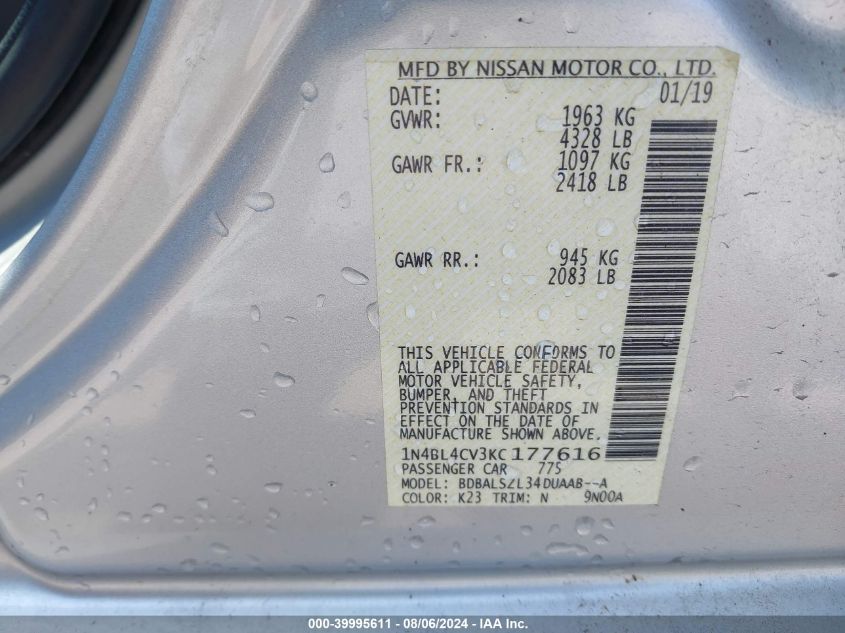 MFD BY NISSAN MOTOR CO., LTD.
DATE: 01/19
GVWR: 1963 KG
4328 LB
GAWR FR.: 1097 KG
2418 LB
GAWR RR.: 945 KG
2083 LB
THIS VEHICLE CONFORMS TO
ALL APPLICABLE FEDERAL
MOTOR VEHICLE SAFETY,
BUMPER, AND THEFT
PREVENTION STANDARDS IN
EFFECT ON THE DATE OF
MANUFACTURE SHOWN ABOVE.
1N4BL4CV3KC177616
PASSENGER CAR 775
MODEL: BDBALSZL34DUAAB--A
COLOR: K23 TRIM: N 9N00A
000-39995611 - 08/06/2024 - IAA Inc.